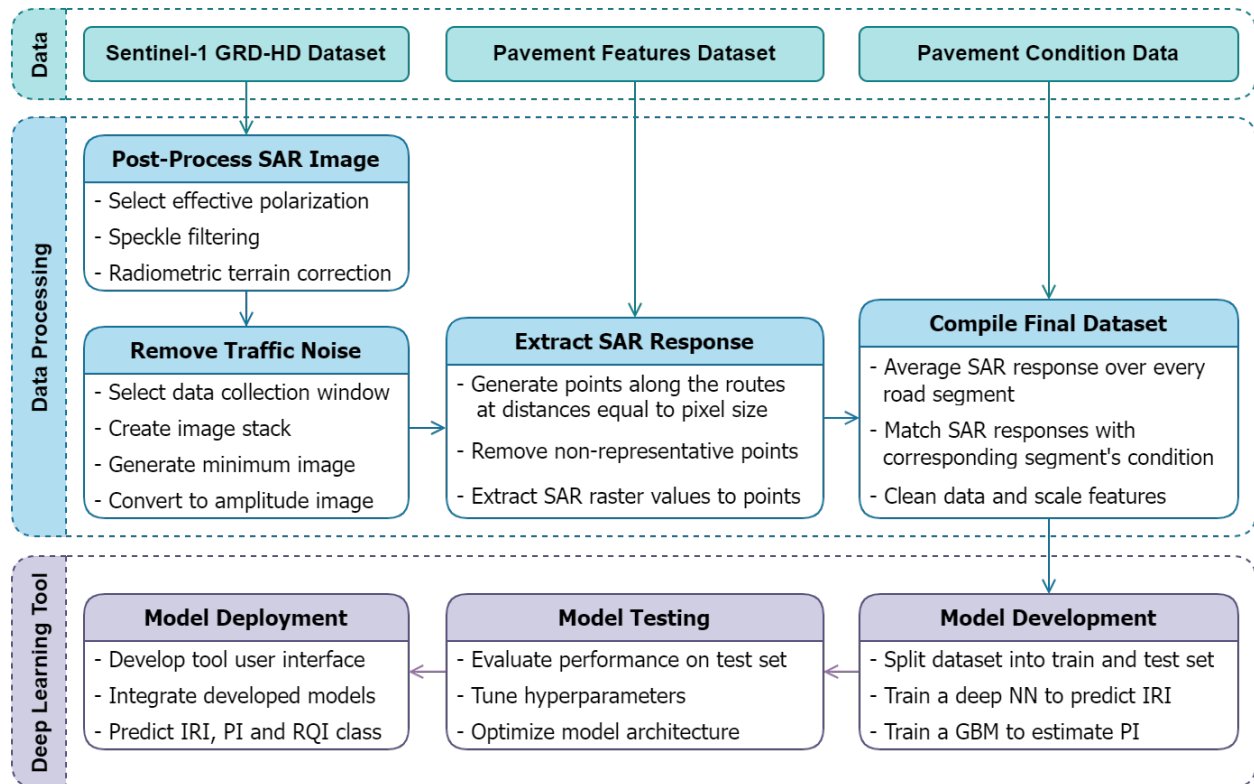 Data
Sentinel-1 GRD-HD Dataset
Pavement Features Dataset
Pavement Condition Data
Data Processing
Post-Process SAR Image
- Select effective polarization
- Speckle filtering
- Radiometric terrain correction
Remove Traffic Noise
- Select data collection window
- Create image stack
- Generate minimum image
- Convert to amplitude image
Extract SAR Response
- Generate points along the routes
at distances equal to pixel size
- Remove non-representative points
- Extract SAR raster values to points
Compile Final Dataset
- Average SAR response over every
road segment
- Match SAR responses with
corresponding segment's condition
- Clean data and scale features
Deep Learning Tool
Model Deployment
- Develop tool user interface
- Integrate developed models
- Predict IRI, PI and RQI class
Model Testing
- Evaluate performance on test set
- Tune hyperparameters
- Optimize model architecture
Model Development
- Split dataset into train and test set
- Train a deep NN to predict IRI
- Train a GBM to estimate PI